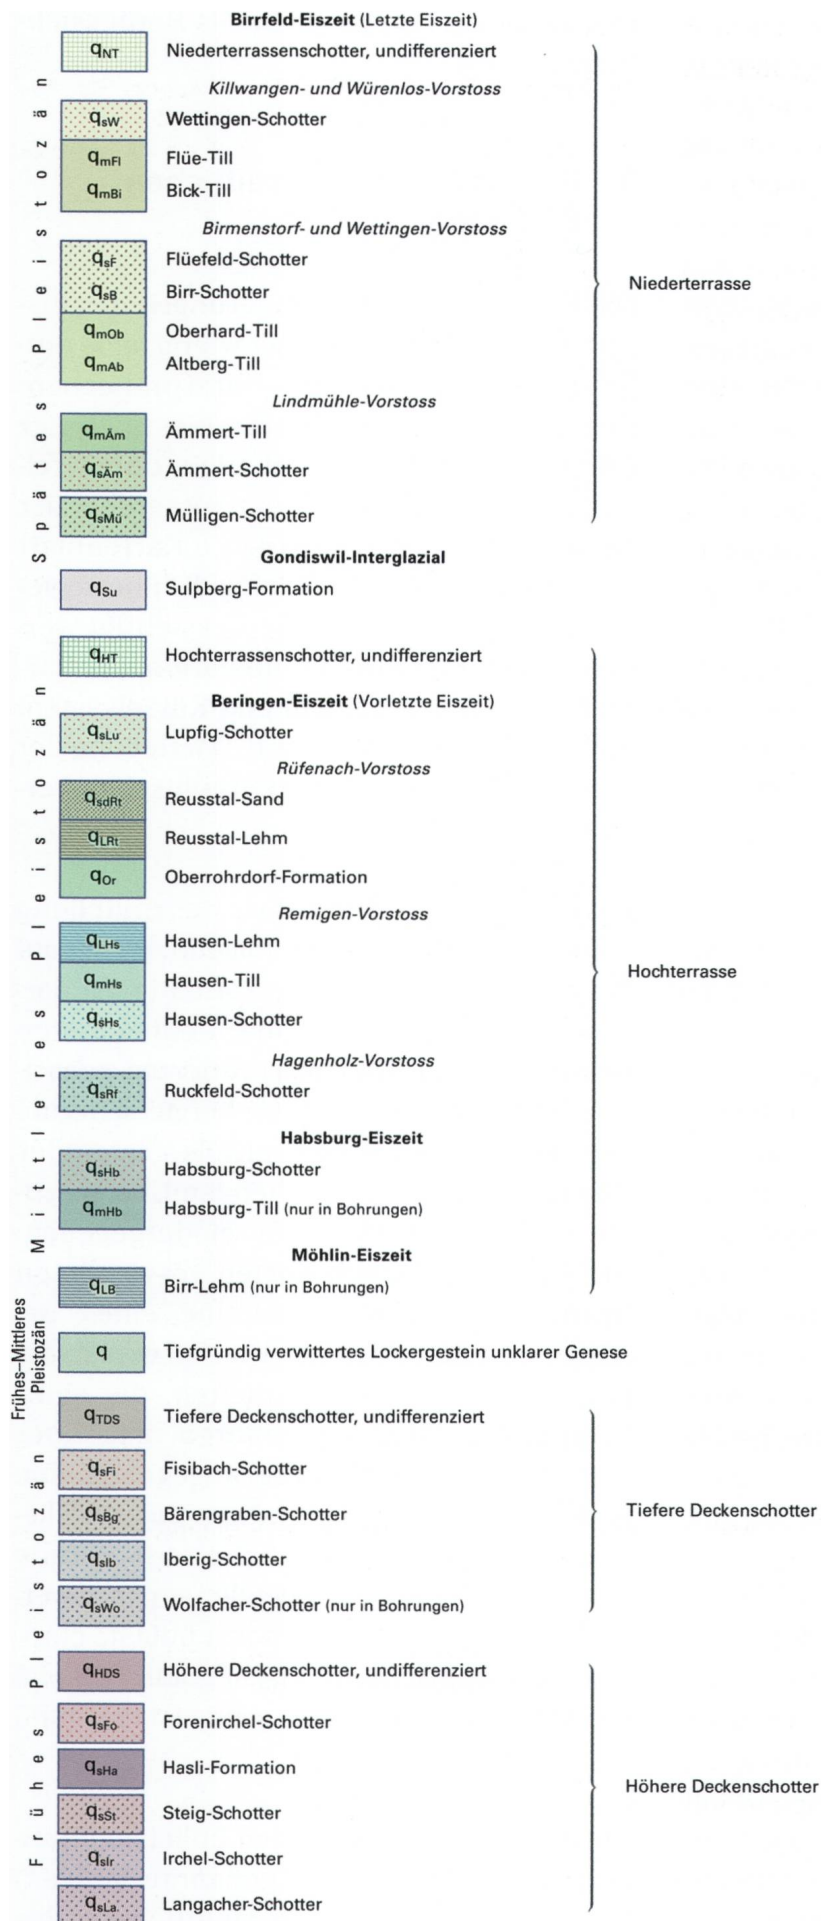 Birrfeld-Eiszeit (Letzte Eiszeit)
qNT Niederterrassenschotter, undifferenziert
Killwangen- und Würenlos-Vorstoss
qsW Wettingen-Schotter
qmFl Flüe-Till
qmBi Bick-Till
Birmenstorf- und Wettingen-Vorstoss
qsF Flüefeld-Schotter
qsB Birr-Schotter
Niederterrasse
qmOb Oberhard-Till
qmAb Altberg-Till
Lindmühle-Vorstoss
qmÄm Ämmert-Till
qsÄm Ämmert-Schotter
qsMü Mülligen-Schotter
Spätes Pleistozän
Gondiswil-Interglazial
qSu Sulpberg-Formation
qHT Hochterrassenschotter, undifferenziert
Beringen-Eiszeit (Vorletzte Eiszeit)
qsLu Lupfig-Schotter
Rüfenach-Vorstoss
qsdRt Reusstal-Sand
qLRt Reusstal-Lehm
qOr Oberrohrdorf-Formation
Remigen-Vorstoss
qLHs Hausen-Lehm
Hochterrasse
qmHs Hausen-Till
qsHs Hausen-Schotter
Hagenholz-Vorstoss
qsRf Ruckfeld-Schotter
Habsburg-Eiszeit
qsHb Habsburg-Schotter
qmHb Habsburg-Till (nur in Bohrungen)
Mittleres Pleistozän
Möhlin-Eiszeit
qLB Birr-Lehm (nur in Bohrungen)
Frühes–Mittleres
Pleistozän
q Tiefgründig verwittertes Lockergestein unklarer Genese
qTDS Tiefere Deckenschotter, undifferenziert
qsFi Fisibach-Schotter
qsBg Bärengraben-Schotter
Tiefere Deckenschotter
qsIb Iberig-Schotter
qsWo Wolfacher-Schotter (nur in Bohrungen)
qHDS Höhere Deckenschotter, undifferenziert
qsFo Forenirchel-Schotter
qsHa Hasli-Formation
Höhere Deckenschotter
qsSt Steig-Schotter
qsIr Irchel-Schotter
qsLa Langacher-Schotter
Frühes Pleistozän